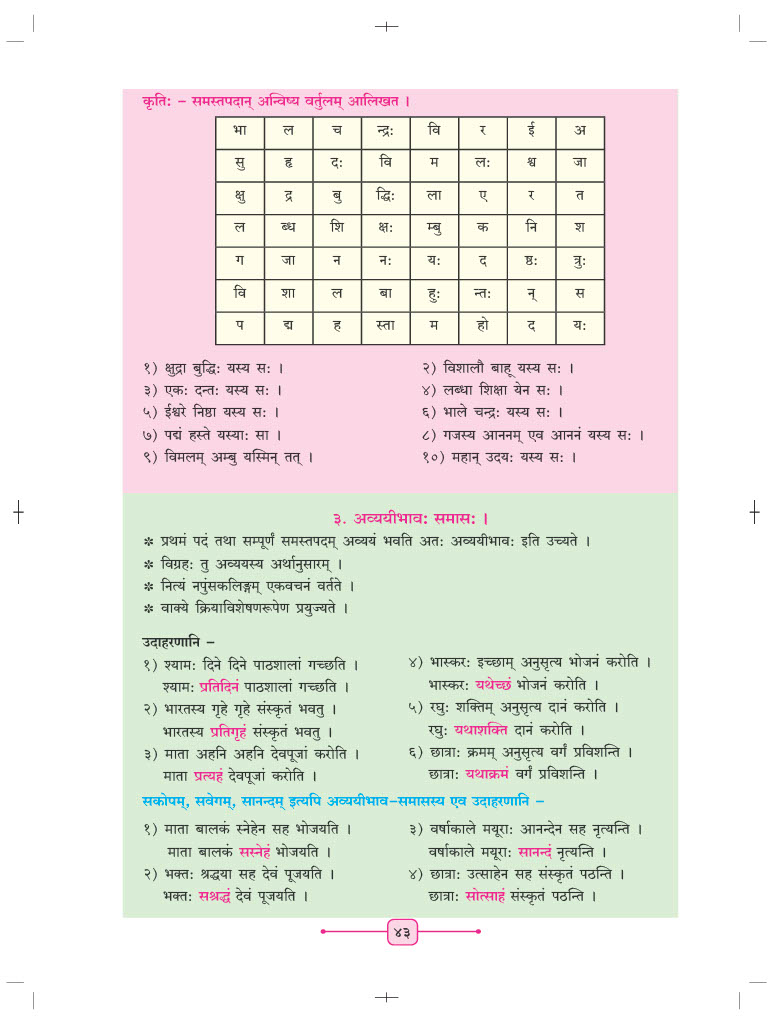 कृतिः – समस्तपदान् अन्विष्य वर्तुलम् आलिखत ।
भा ल च न्द्रः वि र ई अ
सु हृ दः वि म लः श्व जा
क्षु द्र बु द्धिः ला ए र त
ल ब्ध शि क्षः म्बु क नि श
ग जा न नः यः द ष्ठः त्रुः
वि शा ल बा हुः न्तः न् स
प द्म ह स्ता म हो द यः
१) क्षुद्रा बुद्धिः यस्य सः ।
२) विशालौ बाहू यस्य सः ।
३) एकः दन्तः यस्य सः ।
४) लब्धा शिक्षा येन सः ।
५) ईश्वरे निष्ठा यस्य सः ।
६) भाले चन्द्रः यस्य सः ।
७) पद्मं हस्ते यस्याः सा ।
८) गजस्य आननम् एव आननं यस्य सः ।
९) विमलम् अम्बु यस्मिन् तत् ।
१०) महान् उदयः यस्य सः ।
३. अव्ययीभावः समासः ।
✽ प्रथमं पदं तथा सम्पूर्णं समस्तपदम् अव्ययं भवति अतः अव्ययीभावः इति उच्यते ।
✽ विग्रहः तु अव्ययस्य अर्थानुसारम् ।
✽ नित्यं नपुंसकलिङ्गम् एकवचनं वर्तते ।
✽ वाक्ये क्रियाविशेषणरूपेण प्रयुज्यते ।
उदाहरणानि –
१) श्यामः दिने दिने पाठशालां गच्छति ।
श्यामः प्रतिदिनं पाठशालां गच्छति ।
२) भारतस्य गृहे गृहे संस्कृतं भवतु ।
भारतस्य प्रतिगृहं संस्कृतं भवतु ।
३) माता अहनि अहनि देवपूजां करोति ।
माता प्रत्यहं देवपूजां करोति ।
४) भास्करः इच्छाम् अनुसृत्य भोजनं करोति ।
भास्करः यथेच्छं भोजनं करोति ।
५) रघुः शक्तिम् अनुसृत्य दानं करोति ।
रघुः यथाशक्ति दानं करोति ।
६) छात्राः क्रमम् अनुसृत्य वर्गं प्रविशन्ति ।
छात्राः यथाक्रमं वर्गं प्रविशन्ति ।
सकोपम्, सवेगम्, सानन्दम् इत्यपि अव्ययीभाव–समासस्य एव उदाहरणानि –
१) माता बालकं स्नेहेन सह भोजयति ।
माता बालकं सस्नेहं भोजयति ।
२) भक्तः श्रद्धया सह देवं पूजयति ।
भक्तः सश्रद्धं देवं पूजयति ।
३) वर्षाकाले मयूराः आनन्देन सह नृत्यन्ति ।
वर्षाकाले मयूराः सानन्दं नृत्यन्ति ।
४) छात्राः उत्साहेन सह संस्कृतं पठन्ति ।
छात्राः सोत्साहं संस्कृतं पठन्ति ।
४३